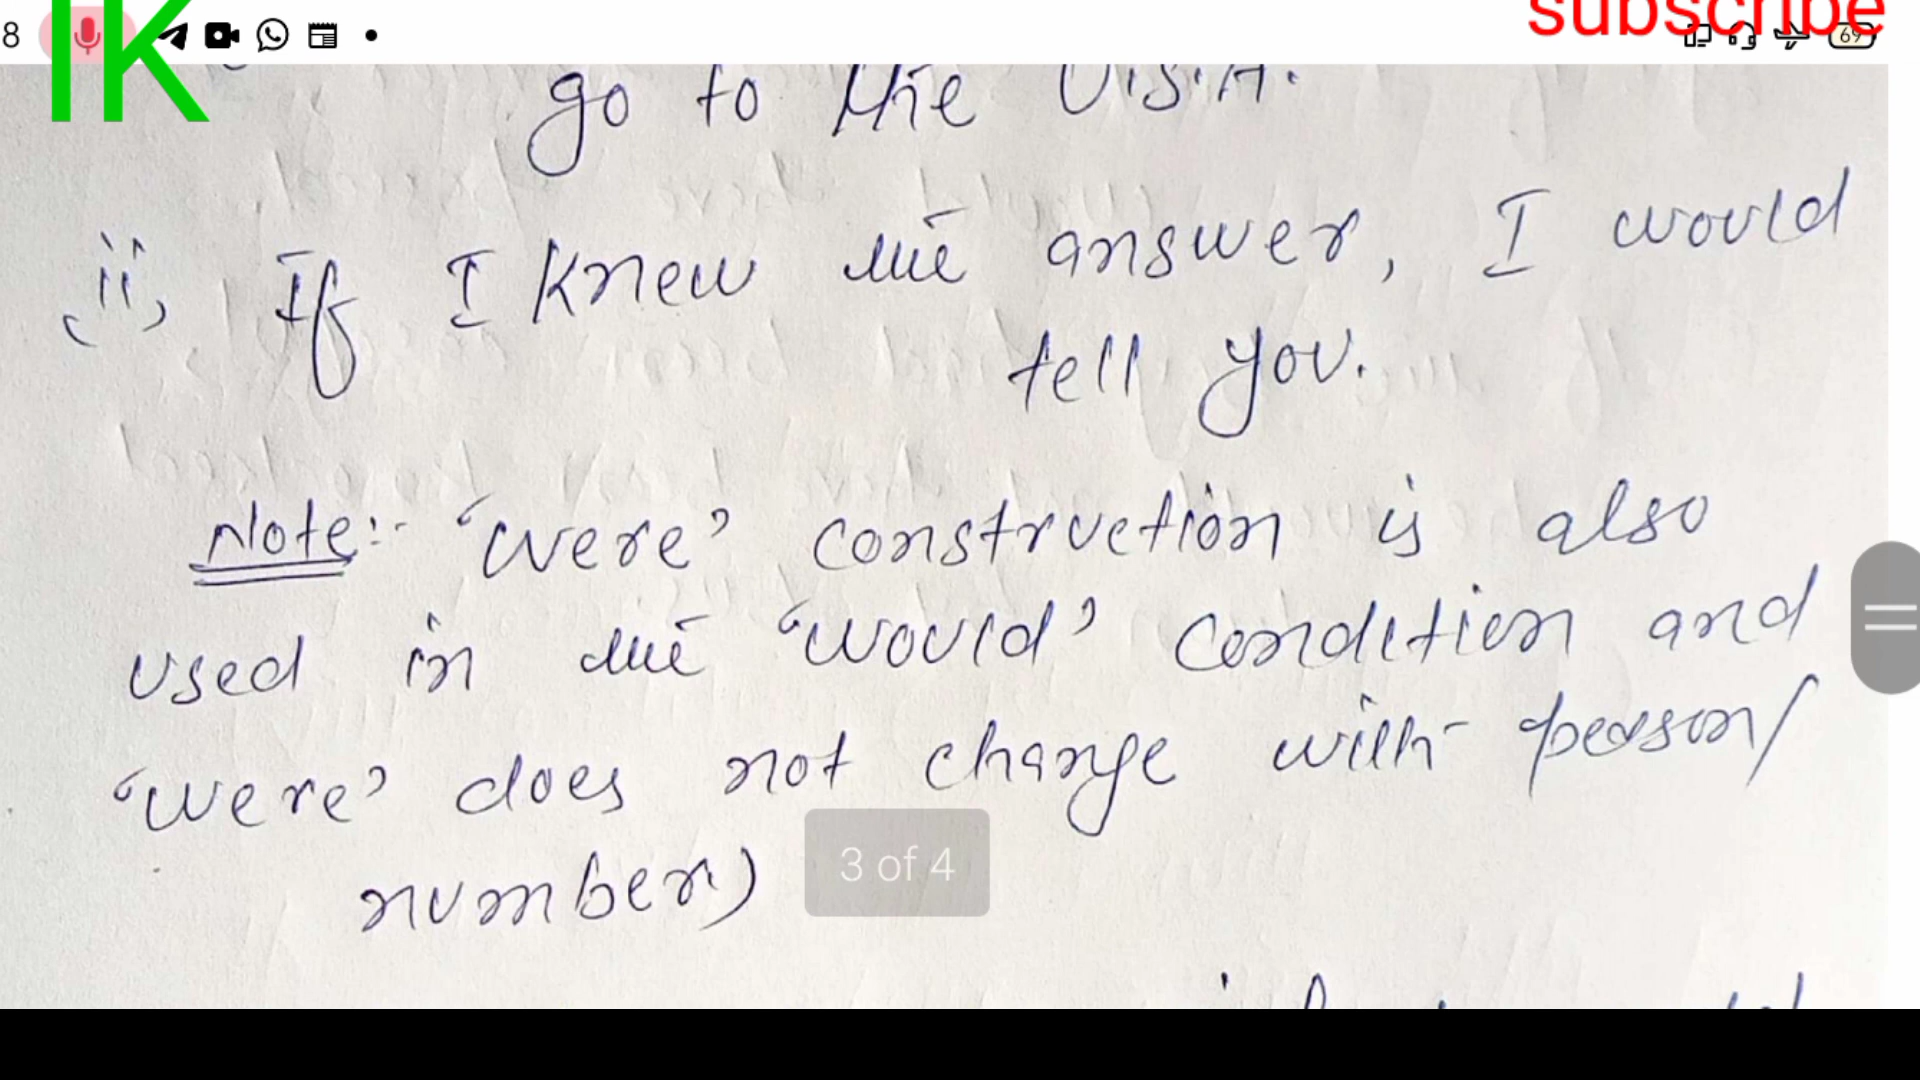 8
IK
subscribe
69
go to the U.S.A.
ii, If I knew the answer, I would
tell you.
Note:- 'were' construction is also
used in the 'would' condition and
'were' does not change with person/
number)
3 of 4